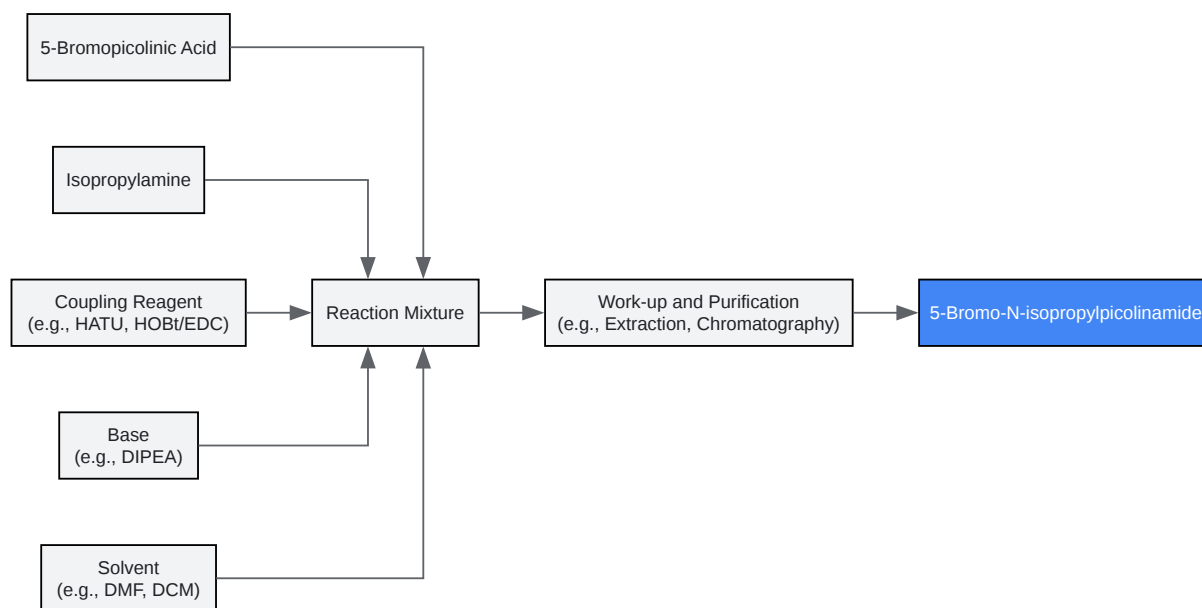 5-Bromopicolinic Acid
Isopropylamine
Coupling Reagent
(e.g., HATU, HOBt/EDC)
Reaction Mixture
Work-up and Purification
(e.g., Extraction, Chromatography)
5-Bromo-N-isopropylpicolinamide
Base
(e.g., DIPEA)
Solvent
(e.g., DMF, DCM)